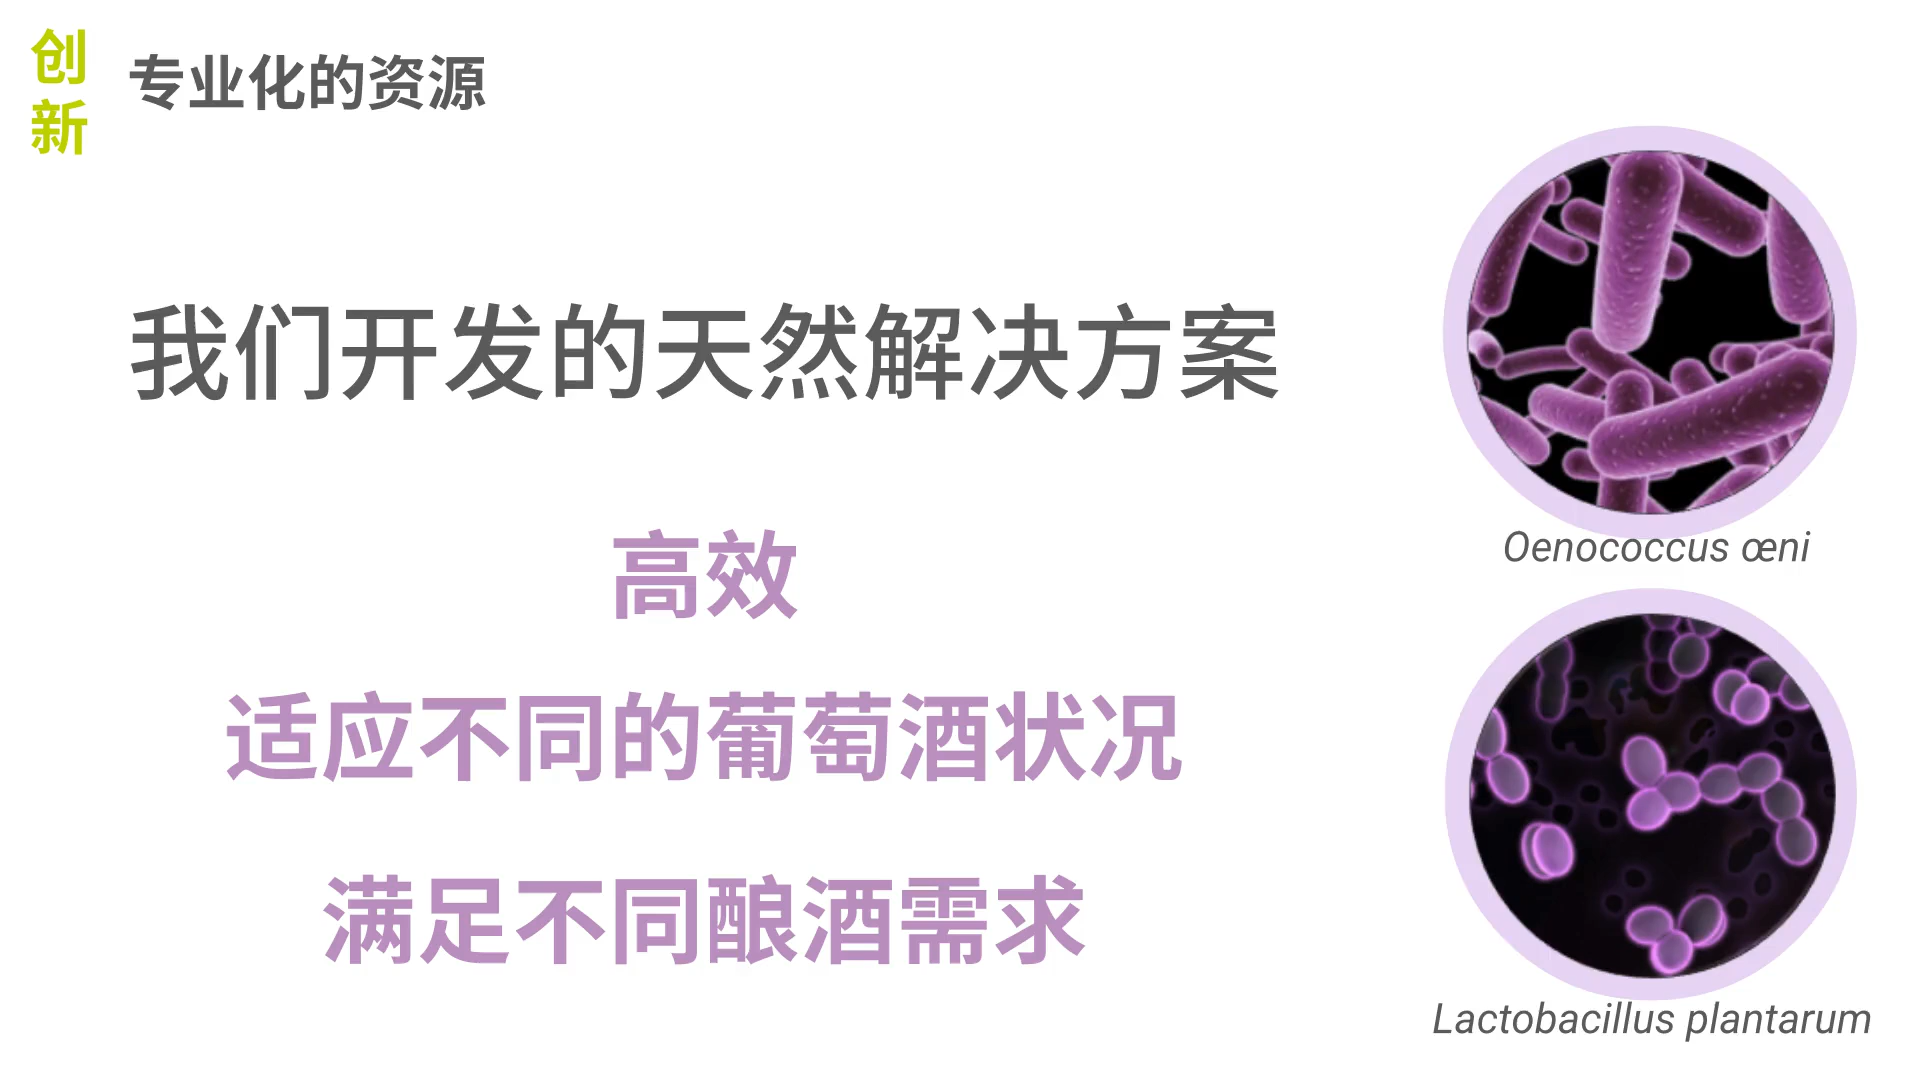 创
新
专业化的资源
我们开发的天然解决方案
高效
适应不同的葡萄酒状况
满足不同酿酒需求
Oenococcus œni
Lactobacillus plantarum